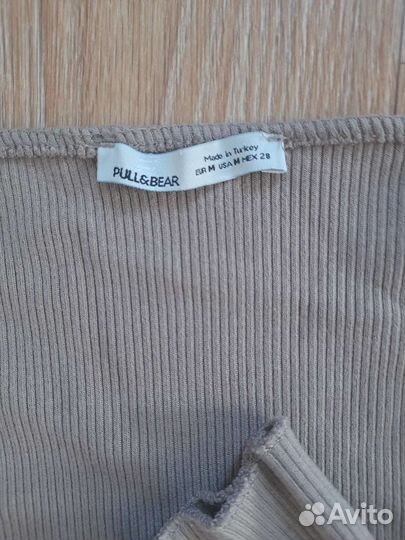 PULL&BEAR
Made in Turkey
EUR M USA M MEX 28
Avito